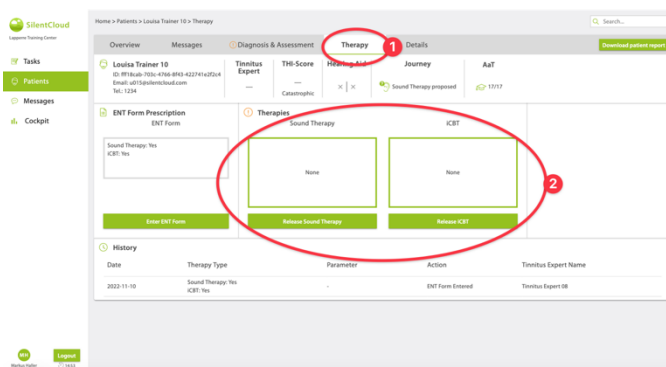 SilentCloud
Lapperre Training Center
Tasks
Patients
Messages
Cockpit
MH
Logout
Markus Haller
14:53
Home > Patients > Louisa Trainer 10 > Therapy
Search...
Overview Messages Diagnosis & Assessment Therapy Details
1
Download patient report
Louisa Trainer 10
Email: u015@silentcloud.com
Tel.: 1234
Tinnitus Expert
—
THI-Score
—
Catastrophic
Hearing Aid
× | ×
Journey
Sound Therapy proposed
AaT
17/17
ENT Form Prescription
ENT Form
Sound Therapy: Yes
iCBT: Yes
Enter ENT Form
Therapies
Sound Therapy
None
Release Sound Therapy
iCBT
None
Release iCBT
2
History
Date Therapy Type Parameter Action Tinnitus Expert Name
2022-11-10 Sound Therapy: Yes - ENT Form Entered Tinnitus Expert 08
iCBT: Yes